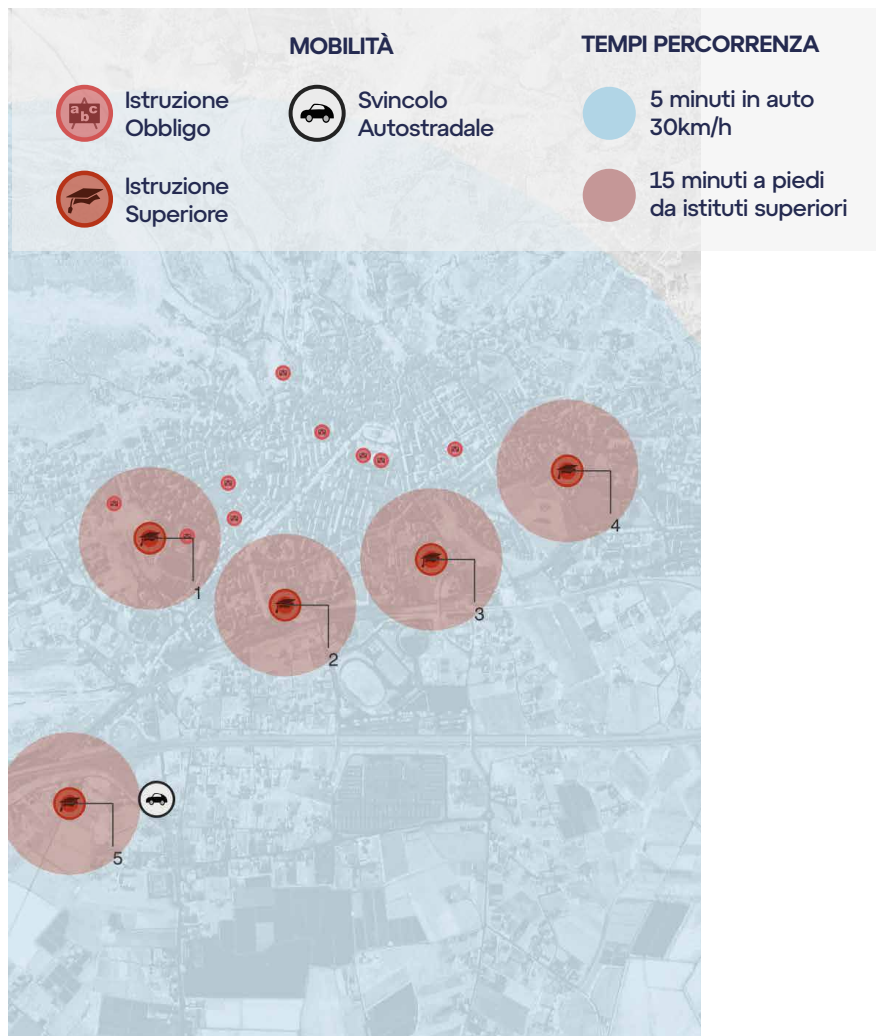 MOBILITÀ
TEMPI PERCORRENZA
a b c
Istruzione
Obbligo
Svincolo
Autostradale
5 minuti in auto
30km/h
Istruzione
Superiore
15 minuti a piedi
da istituti superiori
4
1
3
2
5